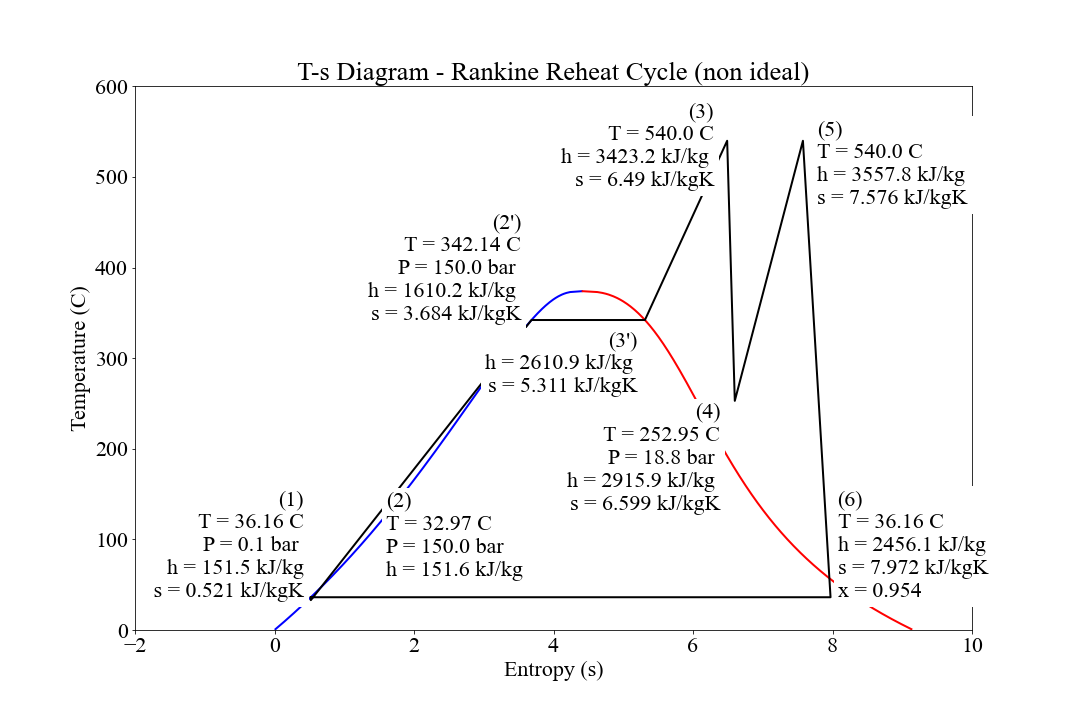 T-s Diagram - Rankine Reheat Cycle (non ideal)
600
500
400
300
200
100
0
Temperature (C)
(3)
T = 540.0 C
h = 3423.2 kJ/kg
s = 6.49 kJ/kgK
(5)
T = 540.0 C
h = 3557.8 kJ/kg
s = 7.576 kJ/kgK
(2')
T = 342.14 C
P = 150.0 bar
h = 1610.2 kJ/kg
s = 3.684 kJ/kgK
(3')
h = 2610.9 kJ/kg
s = 5.311 kJ/kgK
(4)
T = 252.95 C
P = 18.8 bar
h = 2915.9 kJ/kg
s = 6.599 kJ/kgK
(1)
T = 36.16 C
P = 0.1 bar
h = 151.5 kJ/kg
s = 0.521 kJ/kgK
(2)
T = 32.97 C
P = 150.0 bar
h = 151.6 kJ/kg
(6)
T = 36.16 C
h = 2456.1 kJ/kg
s = 7.972 kJ/kgK
x = 0.954
−2
0
2
4
6
8
10
Entropy (s)